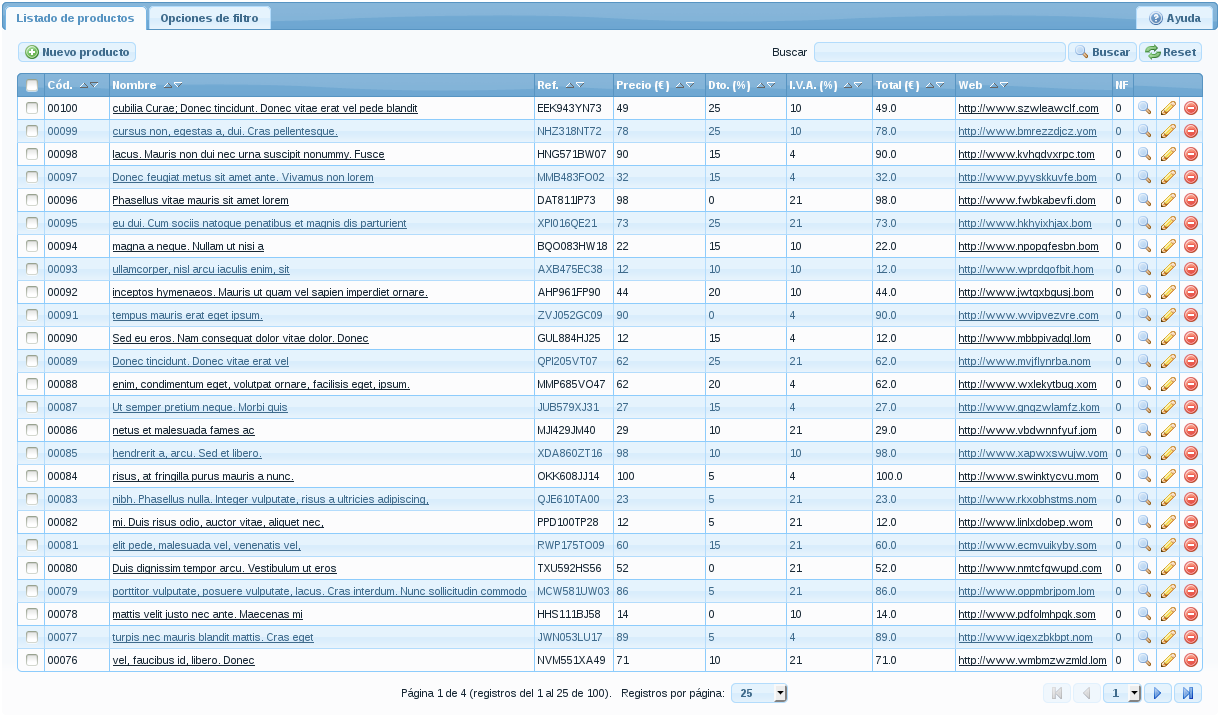 Listado de productos Opciones de filtro Ayuda
Nuevo producto Buscar Buscar Reset
Cód. Nombre Ref. Precio (€) Dto. (%) I.V.A. (%) Total (€) Web NF
00100 cubilia Curae; Donec tincidunt. Donec vitae erat vel pede blandit EEK943YN73 49 25 10 49.0 http://www.szwleawclf.com 0
00099 cursus non, egestas a, dui. Cras pellentesque. NHZ318NT72 78 25 10 78.0 http://www.bmrezzdjcz.yom 0
00098 lacus. Mauris non dui nec urna suscipit nonummy. Fusce HNG571BW07 90 15 4 90.0 http://www.kvhqdvxrpc.tom 0
00097 Donec feugiat metus sit amet ante. Vivamus non lorem MMB483FO02 32 15 4 32.0 http://www.pyyskkuvfe.bom 0
00096 Phasellus vitae mauris sit amet lorem DAT811IP73 98 0 21 98.0 http://www.fwbkabevfi.dom 0
00095 eu dui. Cum sociis natoque penatibus et magnis dis parturient XPI016QE21 73 25 21 73.0 http://www.hkhyixhjax.bom 0
00094 magna a neque. Nullam ut nisi a BQO083HW18 22 15 10 22.0 http://www.npopqfesbn.bom 0
00093 ullamcorper, nisl arcu iaculis enim, sit AXB475EC38 12 10 10 12.0 http://www.wprdqofbit.hom 0
00092 inceptos hymenaeos. Mauris ut quam vel sapien imperdiet ornare. AHP961FP90 44 20 10 44.0 http://www.jwtqxbgusj.bom 0
00091 tempus mauris erat eget ipsum. ZVJ052GC09 90 0 4 90.0 http://www.wvipvezvre.com 0
00090 Sed eu eros. Nam consequat dolor vitae dolor. Donec GUL884HJ25 12 15 4 12.0 http://www.mbbpivadql.lom 0
00089 Donec tincidunt. Donec vitae erat vel QPI205VT07 62 25 21 62.0 http://www.mvjflynrba.nom 0
00088 enim, condimentum eget, volutpat ornare, facilisis eget, ipsum. MMP685VO47 62 20 4 62.0 http://www.wxlekytbug.xom 0
00087 Ut semper pretium neque. Morbi quis JUB579XJ31 27 15 4 27.0 http://www.gnqzwlamfz.kom 0
00086 netus et malesuada fames ac MJI429JM40 29 10 21 29.0 http://www.vbdwnnfyuf.jom 0
00085 hendrerit a, arcu. Sed et libero. XDA860ZT16 98 10 10 98.0 http://www.xapwxswujw.vom 0
00084 risus, at fringilla purus mauris a nunc. OKK608JJ14 100 5 4 100.0 http://www.swinktycvu.mom 0
00083 nibh. Phasellus nulla. Integer vulputate, risus a ultricies adipiscing, QJE610TA00 23 5 21 23.0 http://www.rkxobhstms.nom 0
00082 mi. Duis risus odio, auctor vitae, aliquet nec, PPD100TP28 12 5 21 12.0 http://www.linlxdobep.wom 0
00081 elit pede, malesuada vel, venenatis vel, RWP175TO09 60 15 21 60.0 http://www.ecmvuikyby.som 0
00080 Duis dignissim tempor arcu. Vestibulum ut eros TXU592HS56 52 0 21 52.0 http://www.nmtcfqwupd.com 0
00079 porttitor vulputate, posuere vulputate, lacus. Cras interdum. Nunc sollicitudin commodo MCW581UW03 86 5 21 86.0 http://www.oppmbrjpom.lom 0
00078 mattis velit justo nec ante. Maecenas mi HHS111BJ58 14 0 10 14.0 http://www.pdfolmhpqk.som 0
00077 turpis nec mauris blandit mattis. Cras eget JWN053LU17 89 5 4 89.0 http://www.iqexzbkbpt.nom 0
00076 vel, faucibus id, libero. Donec NVM551XA49 71 10 21 71.0 http://www.wmbmzwzmld.lom 0
Página 1 de 4 (registros del 1 al 25 de 100). Registros por página: 25 1